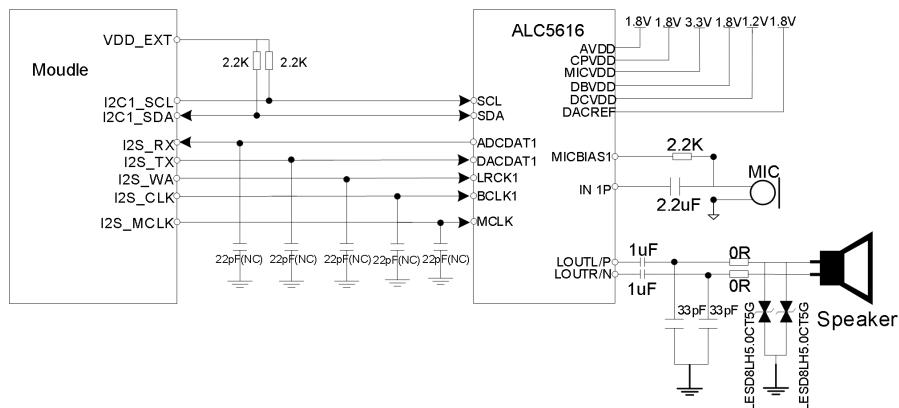 ALC5616
1.8V 1.8V 3.3V 1.8V 1.2V 1.8V
Moudle
VDD_EXT
2.2K 2.2K
AVDD
CPVDD
MICVDD
DBVDD
DCVDD
DACREF
I2C1_SCL
SCL
I2C1_SDA
SDA
I2S_RX
ADCDAT1
I2S_TX
DACDAT1
I2S_WA
LRCK1
I2S_CLK
BCLK1
I2S_MCLK
MCLK
MICBIAS1
2.2K
MIC
IN 1P
2.2uF
22pF(NC) 22pF(NC) 22pF(NC) 22pF(NC) 22pF(NC)
1uF
0R
LOUTL/P
LOUTR/N
1uF
0R
33pF 33pF
LESD8LH5.0CT5G
LESD8LH5.0CT5G
Speaker